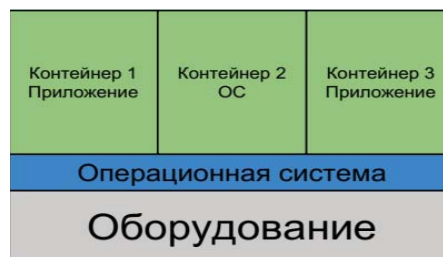 Контейнер 1
Приложение
Контейнер 2
ОС
Контейнер 3
Приложение
Операционная система
Оборудование